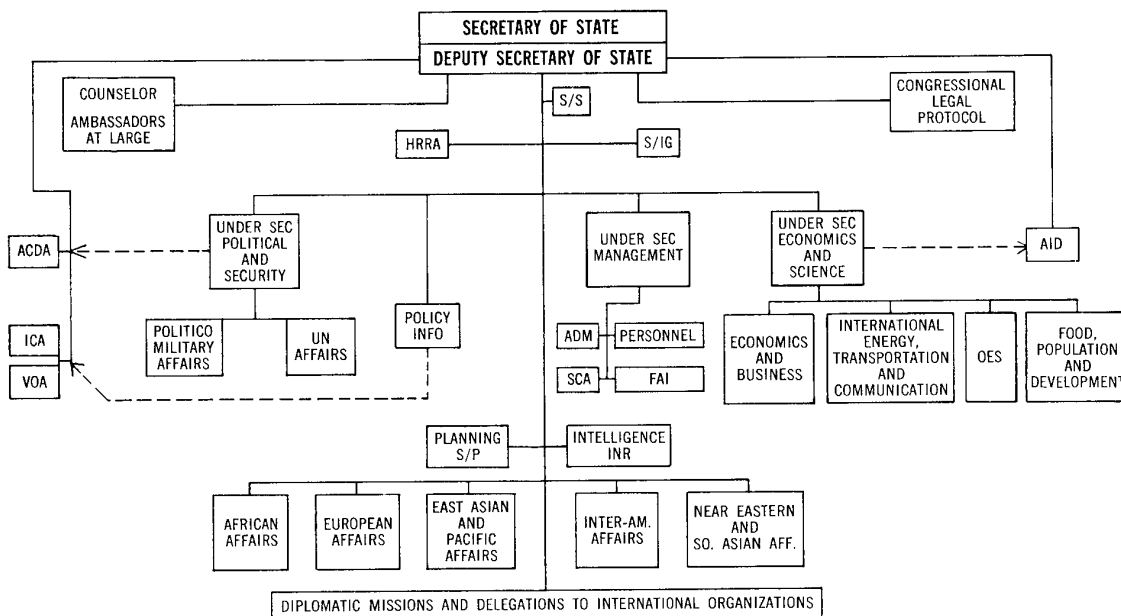 SECRETARY OF STATE
DEPUTY SECRETARY OF STATE
COUNSELOR
AMBASSADORS
AT LARGE
S/S
CONGRESSIONAL
LEGAL
PROTOCOL
HRRA
S/IG
ACDA
UNDER SEC
POLITICAL
AND
SECURITY
UNDER SEC
MANAGEMENT
UNDER SEC
ECONOMICS
AND
SCIENCE
AID
ICA
VOA
POLITICO
MILITARY
AFFAIRS
UN
AFFAIRS
POLICY
INFO
ADM
PERSONNEL
SCA
FAI
ECONOMICS
AND
BUSINESS
INTERNATIONAL
ENERGY,
TRANSPORTATION
AND
COMMUNICATION
OES
FOOD,
POPULATION
AND
DEVELOPMENT
PLANNING
S/P
INTELLIGENCE
INR
AFRICAN
AFFAIRS
EUROPEAN
AFFAIRS
EAST ASIAN
AND
PACIFIC
AFFAIRS
INTER-AM.
AFFAIRS
NEAR EASTERN
AND
SO. ASIAN AFF.
DIPLOMATIC MISSIONS AND DELEGATIONS TO INTERNATIONAL ORGANIZATIONS